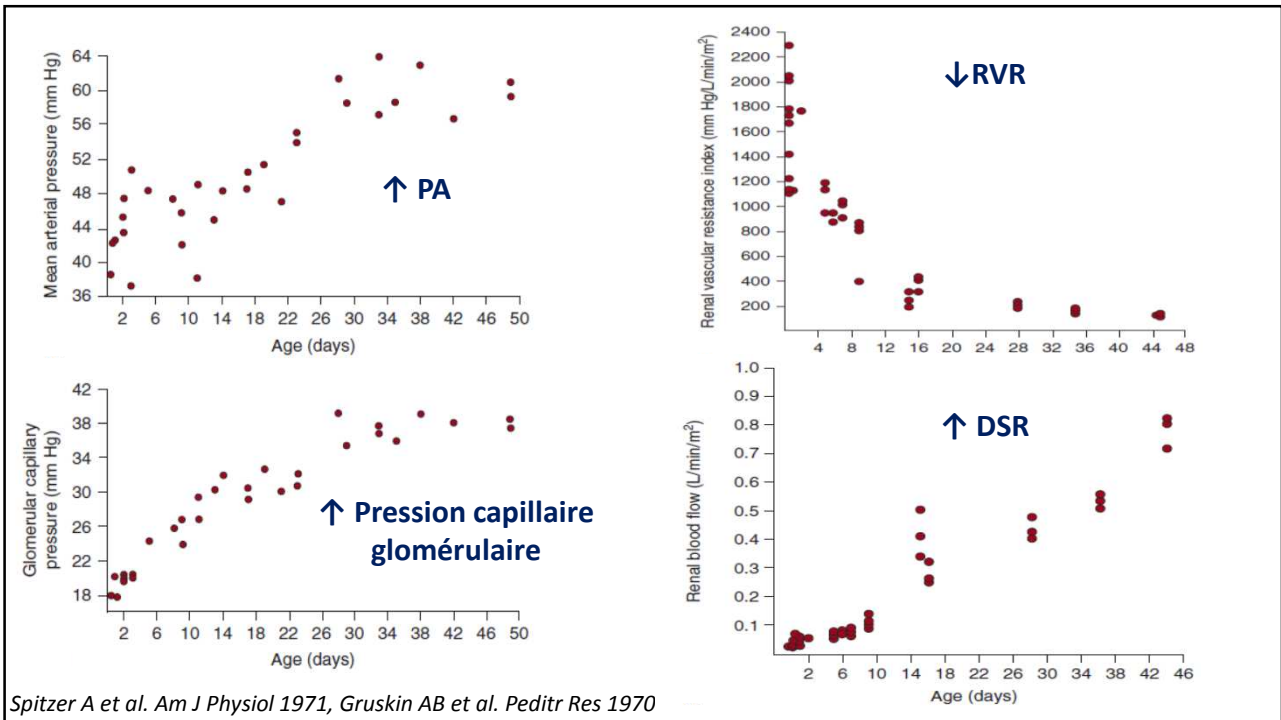 64
60
56
52
48
44
40
36
Mean arterial pressure (mm Hg)
2 6 10 14 18 22 26 30 34 38 42 46 50
Age (days)
↑ PA
2400
2200
2000
1800
1600
1400
1200
1000
800
600
400
200
Renal vascular resistance index (mm Hg/L/min/m²)
4 8 12 16 20 24 28 32 36 40 44 48
↓RVR
42
38
34
30
26
22
18
Glomerular capillary
pressure (mm Hg)
2 6 10 14 18 22 26 30 34 38 42 46 50
Age (days)
↑ Pression capillaire
glomérulaire
1.0
0.9
0.8
0.7
0.6
0.5
0.4
0.3
0.2
0.1
Renal blood flow (L/min/m²)
2 6 10 14 18 22 26 30 34 38 42 46
Age (days)
↑ DSR
Spitzer A et al. Am J Physiol 1971, Gruskin AB et al. Peditr Res 1970